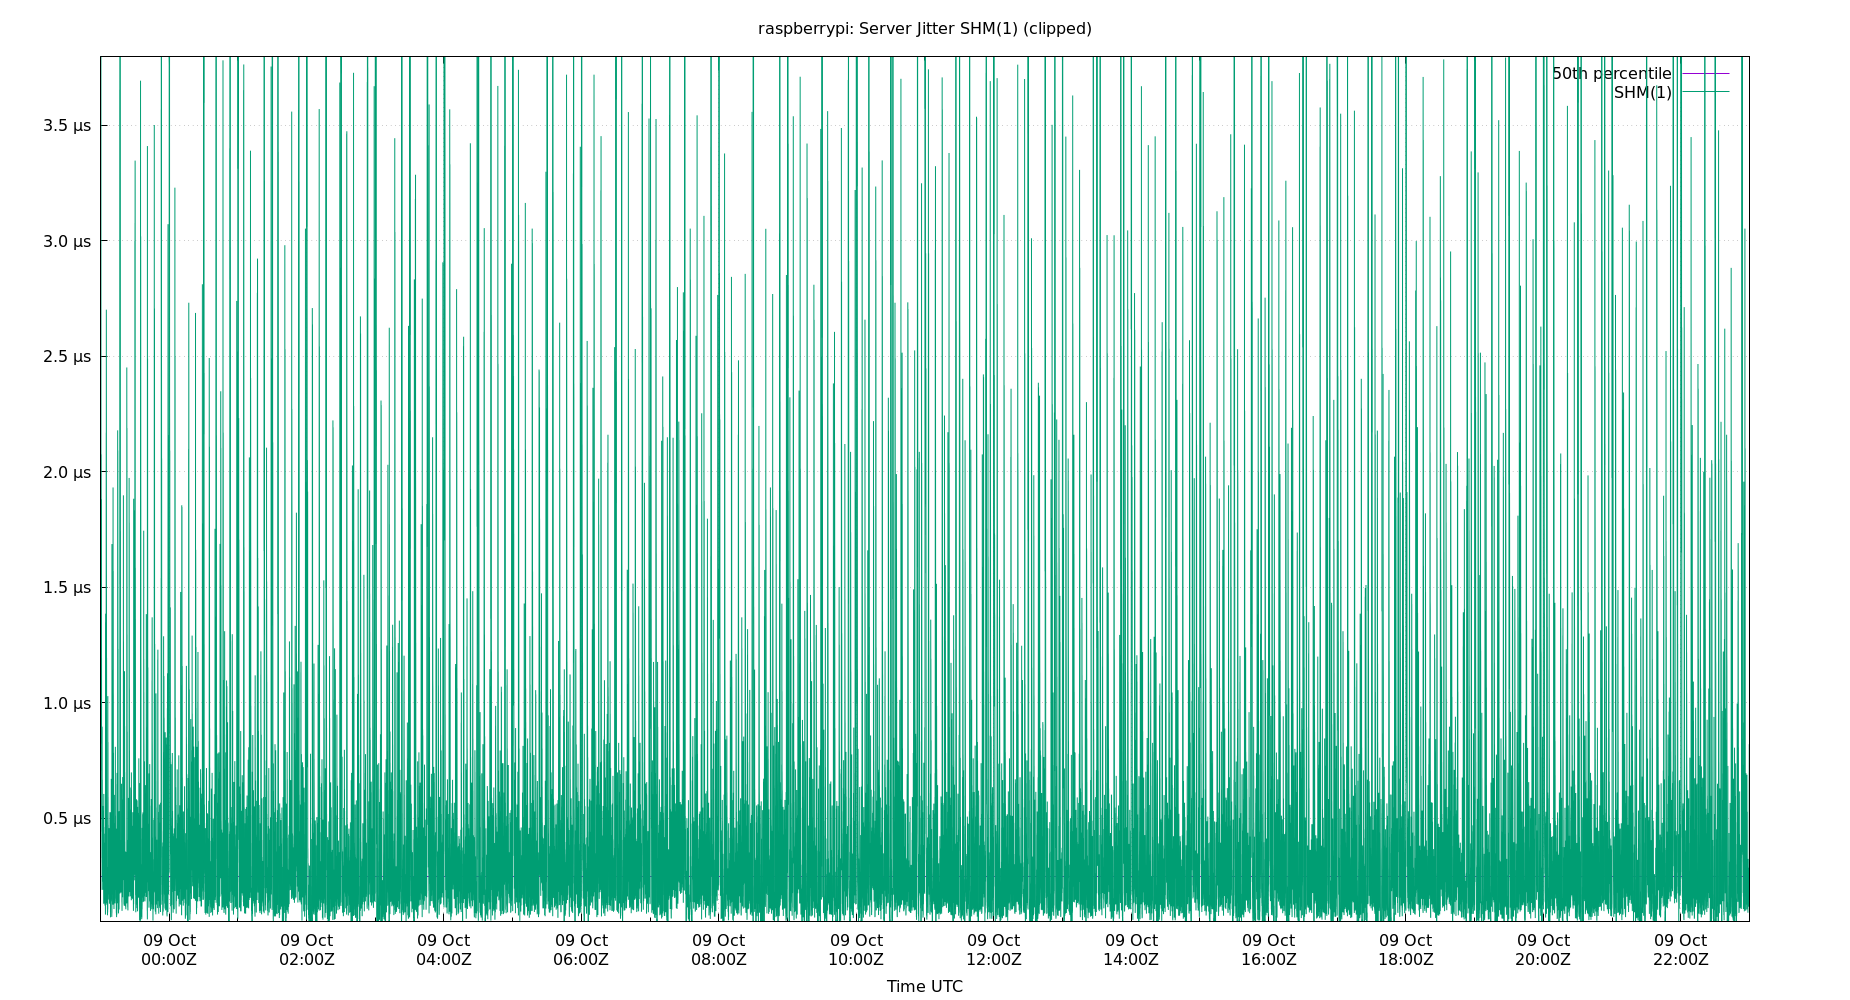 raspberrypi: Server Jitter SHM(1) (clipped)
50th percentile
SHM(1)
3.5 µs
3.0 µs
2.5 µs
2.0 µs
1.5 µs
1.0 µs
0.5 µs
09 Oct 09 Oct 09 Oct 09 Oct 09 Oct 09 Oct 09 Oct 09 Oct 09 Oct 09 Oct 09 Oct 09 Oct
00:00Z 02:00Z 04:00Z 06:00Z 08:00Z 10:00Z 12:00Z 14:00Z 16:00Z 18:00Z 20:00Z 22:00Z
Time UTC